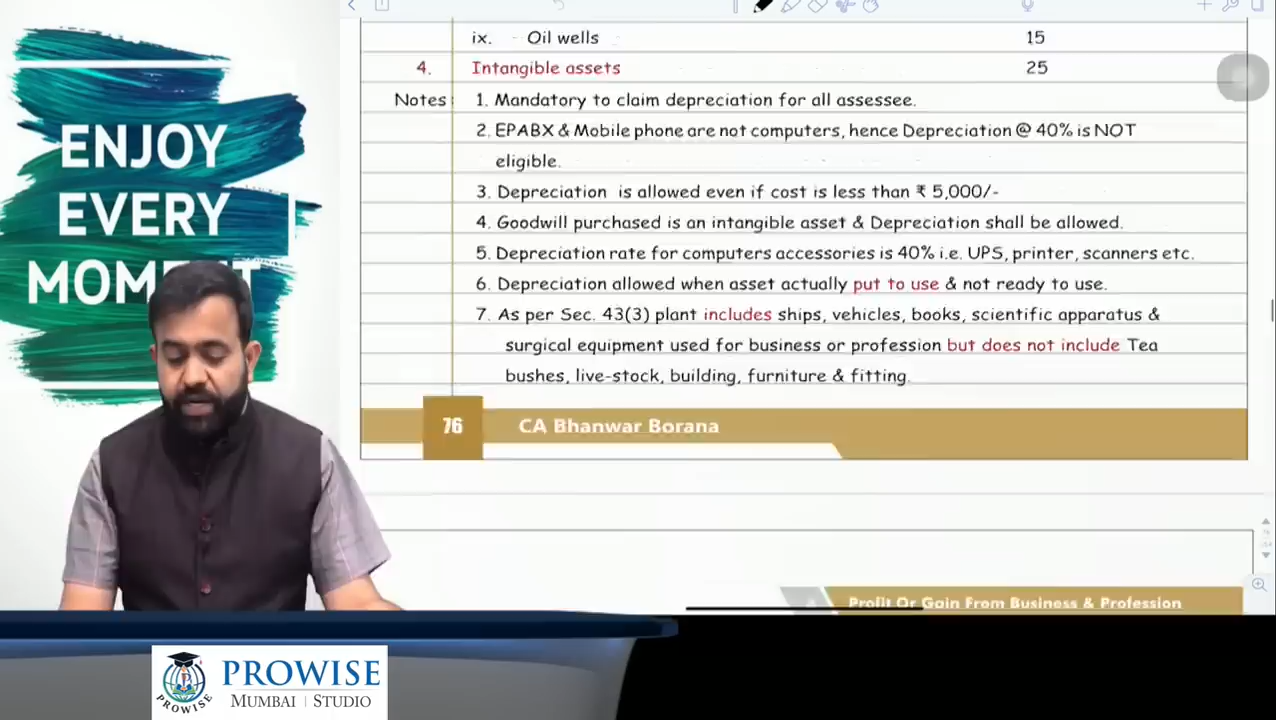 ENJOY
EVERY
MOMENT
ix. Oil wells 15
4. Intangible assets 25
Notes: 1. Mandatory to claim depreciation for all assessee.
2. EPABX & Mobile phone are not computers, hence Depreciation @ 40% is NOT
eligible.
3. Depreciation is allowed even if cost is less than ₹ 5,000/-
4. Goodwill purchased is an intangible asset & Depreciation shall be allowed.
5. Depreciation rate for computers accessories is 40% i.e. UPS, printer, scanners etc.
6. Depreciation allowed when asset actually put to use & not ready to use.
7. As per Sec. 43(3) plant includes ships, vehicles, books, scientific apparatus &
surgical equipment used for business or profession but does not include Tea
bushes, live-stock, building, furniture & fitting.
76 CA Bhanwar Borana
Profit Or Gain From Business & Profession
PROWISE
PROWISE
MUMBAI | STUDIO